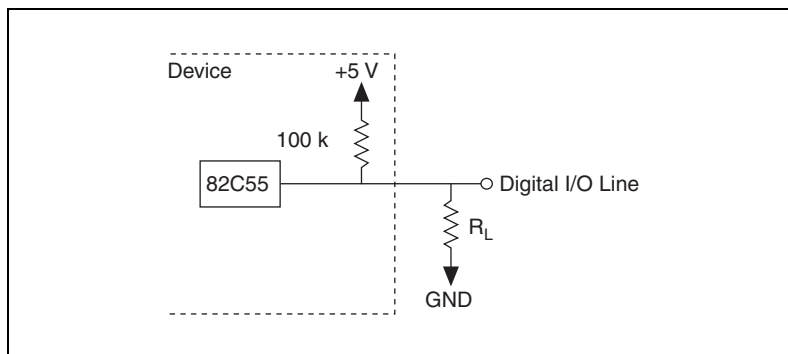 Device
+5 V
100 k
82C55
Digital I/O Line
R_L
GND